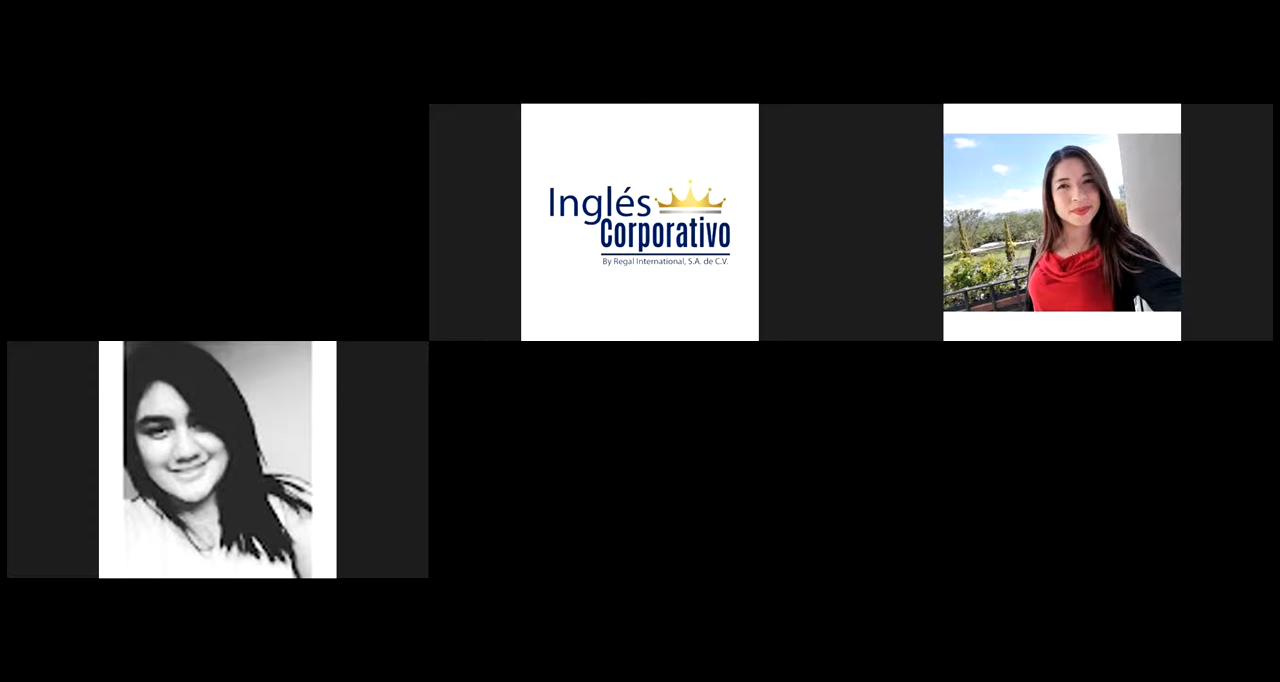 Inglés
Corporativo
By Regal International, S.A. de C.V.